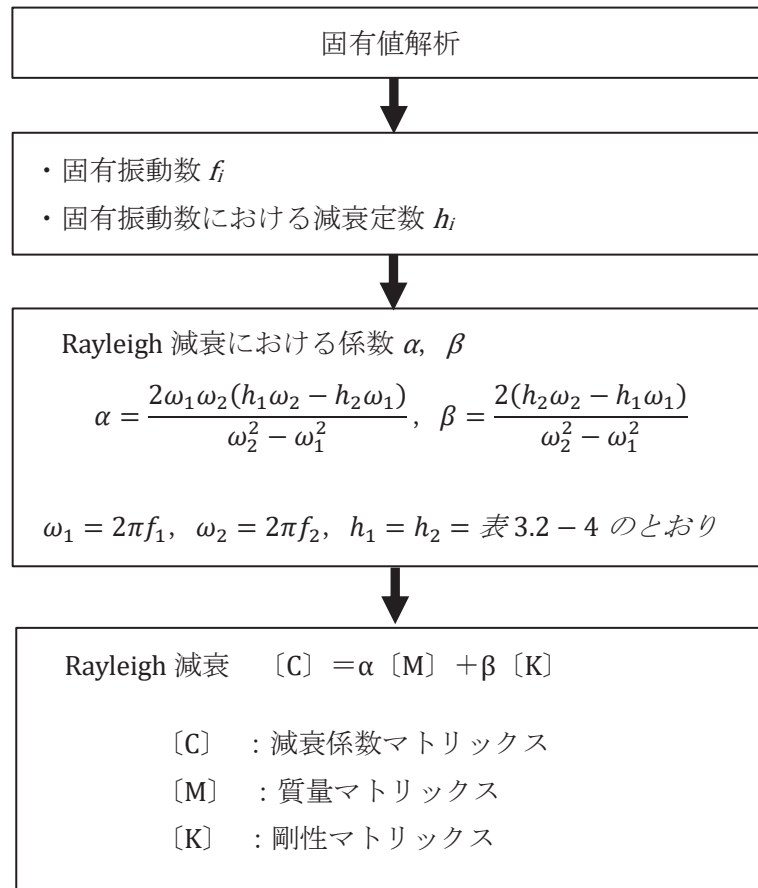 固有値解析
・固有振動数 fᵢ
・固有振動数における減衰定数 hᵢ
Rayleigh 減衰における係数 α, β
α = 2ω₁ω₂(h₁ω₂ − h₂ω₁) / (ω₂² − ω₁²), β = 2(h₂ω₂ − h₁ω₁) / (ω₂² − ω₁²)
ω₁ = 2πf₁, ω₂ = 2πf₂, h₁ = h₂ = 表 3.2 − 4 のとおり
Rayleigh 減衰 〔C〕＝α〔M〕＋β〔K〕
〔C〕 ：減衰係数マトリックス
〔M〕 ：質量マトリックス
〔K〕 ：剛性マトリックス